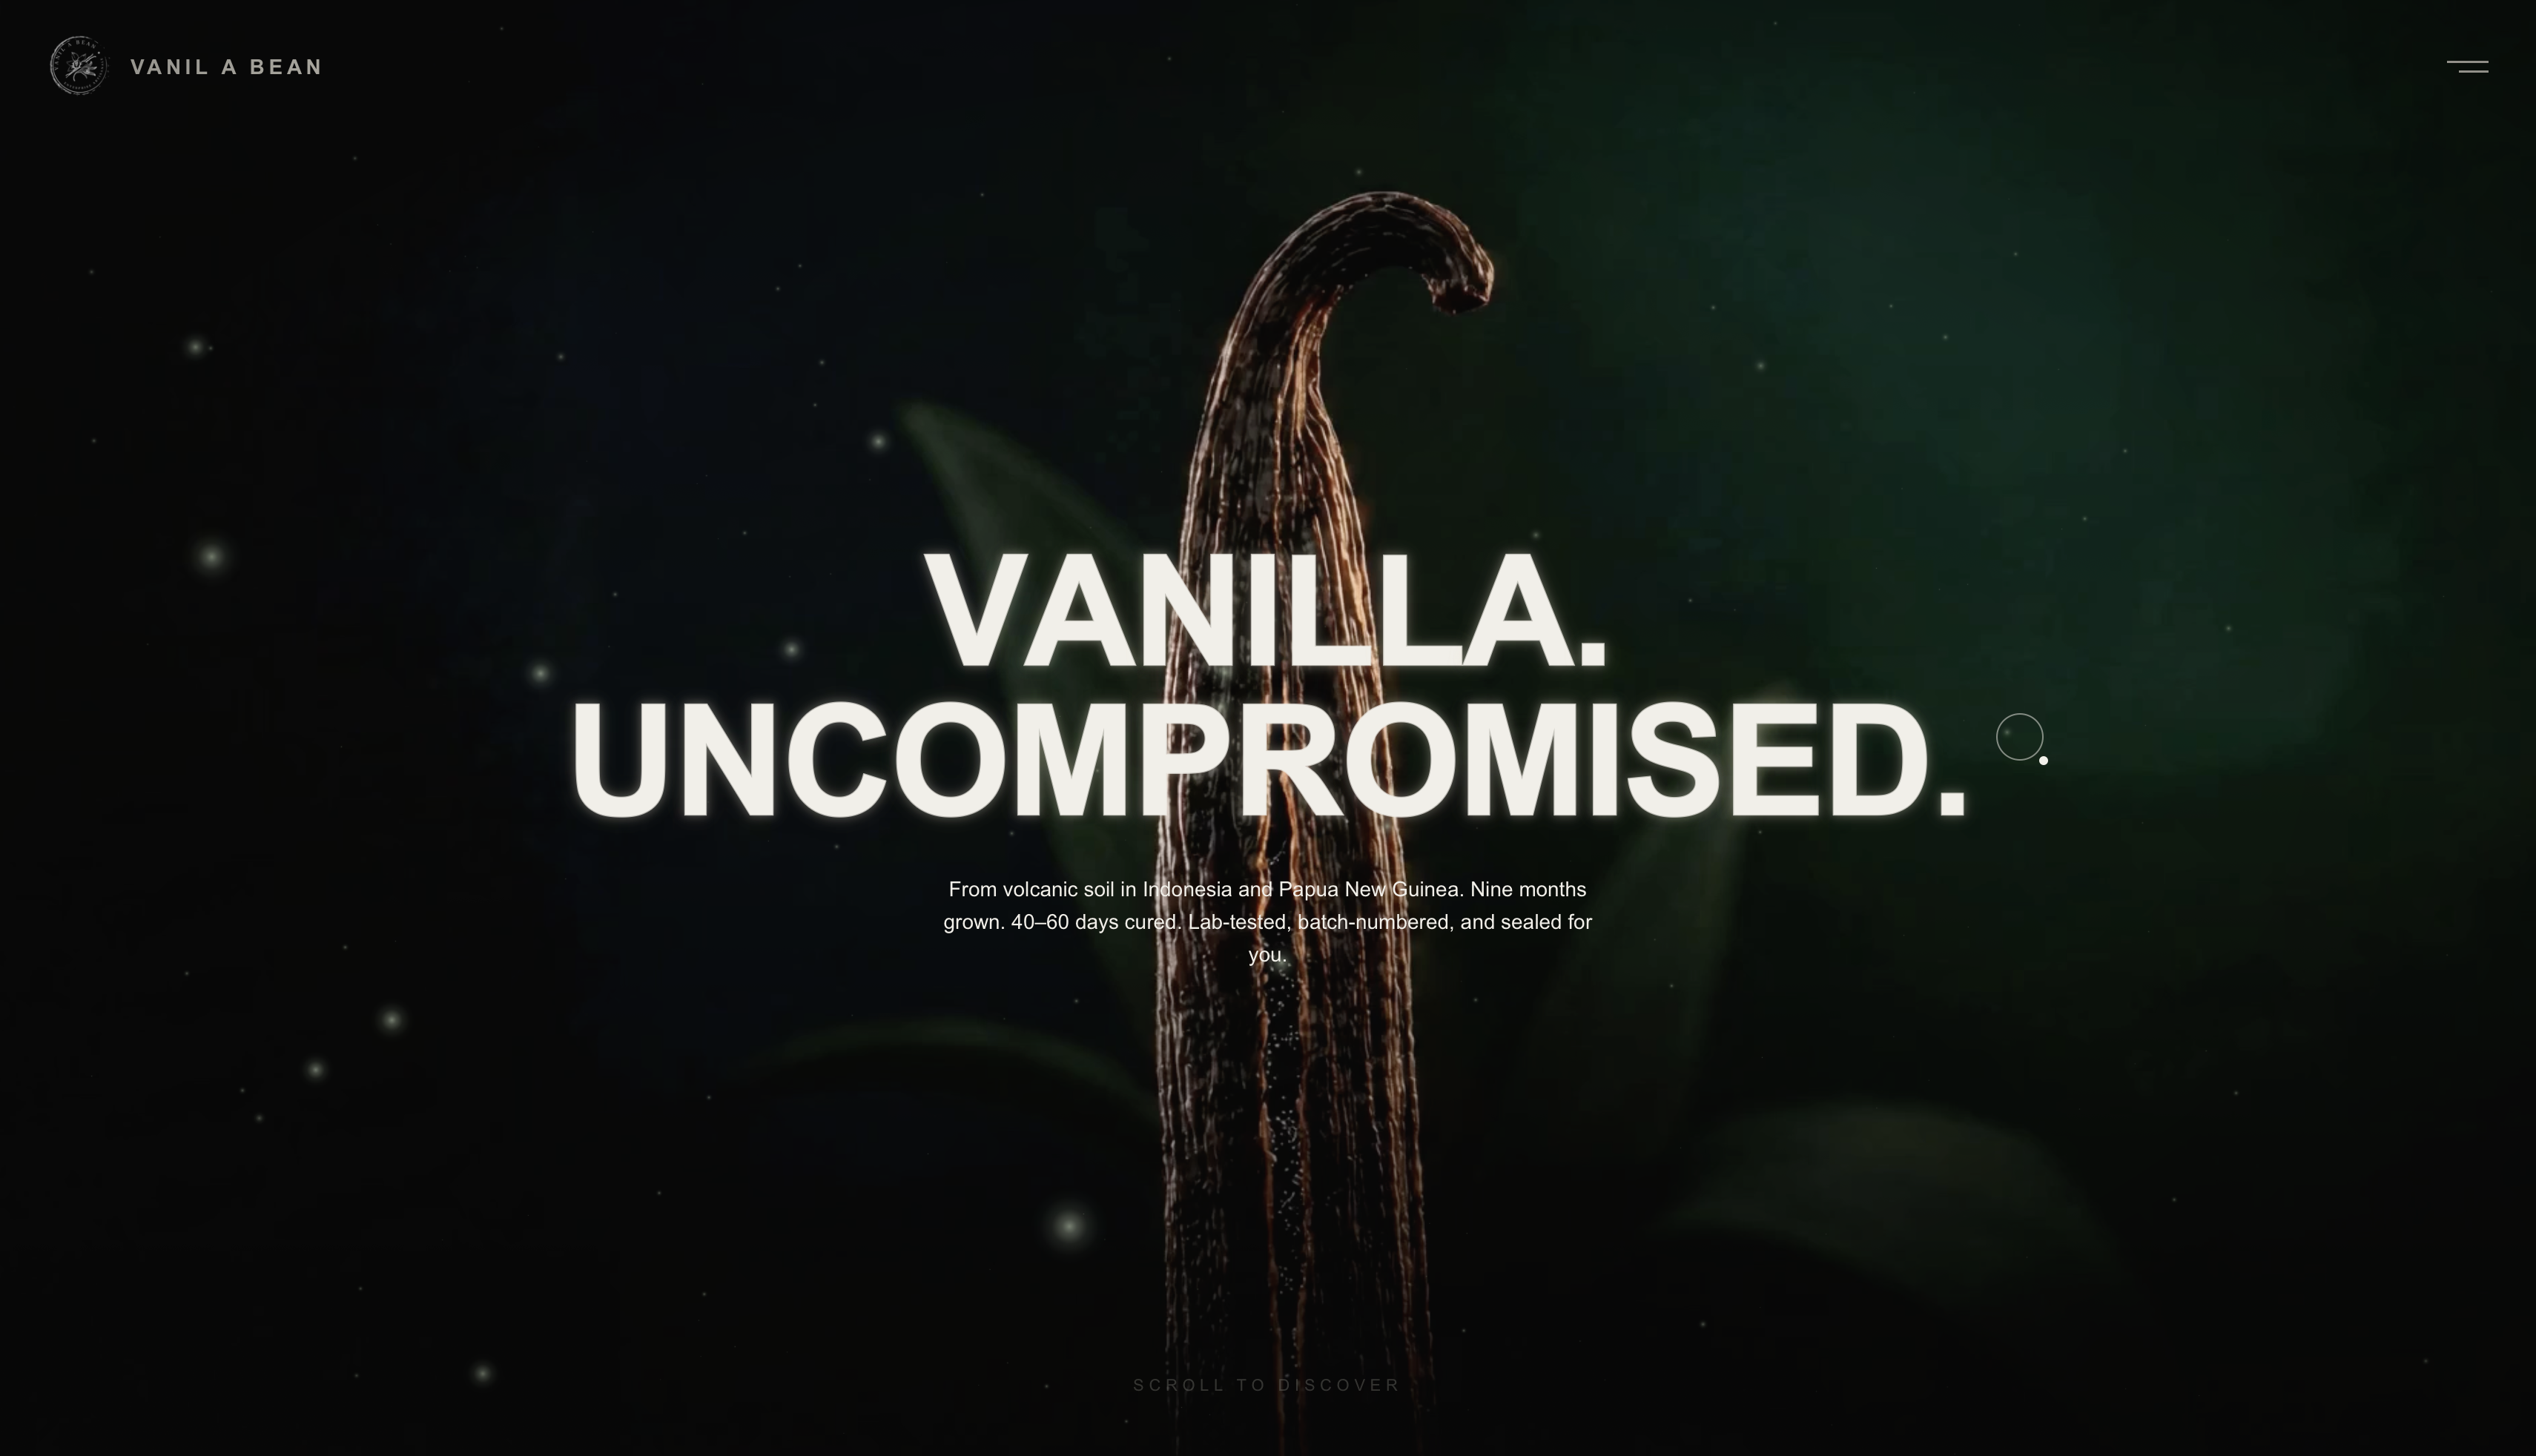 VANIL A BEAN
VANILLA.
UNCOMPROMISED.
From volcanic soil in Indonesia and Papua New Guinea. Nine months
grown. 40–60 days cured. Lab-tested, batch-numbered, and sealed for
you.
SCROLL TO DISCOVER